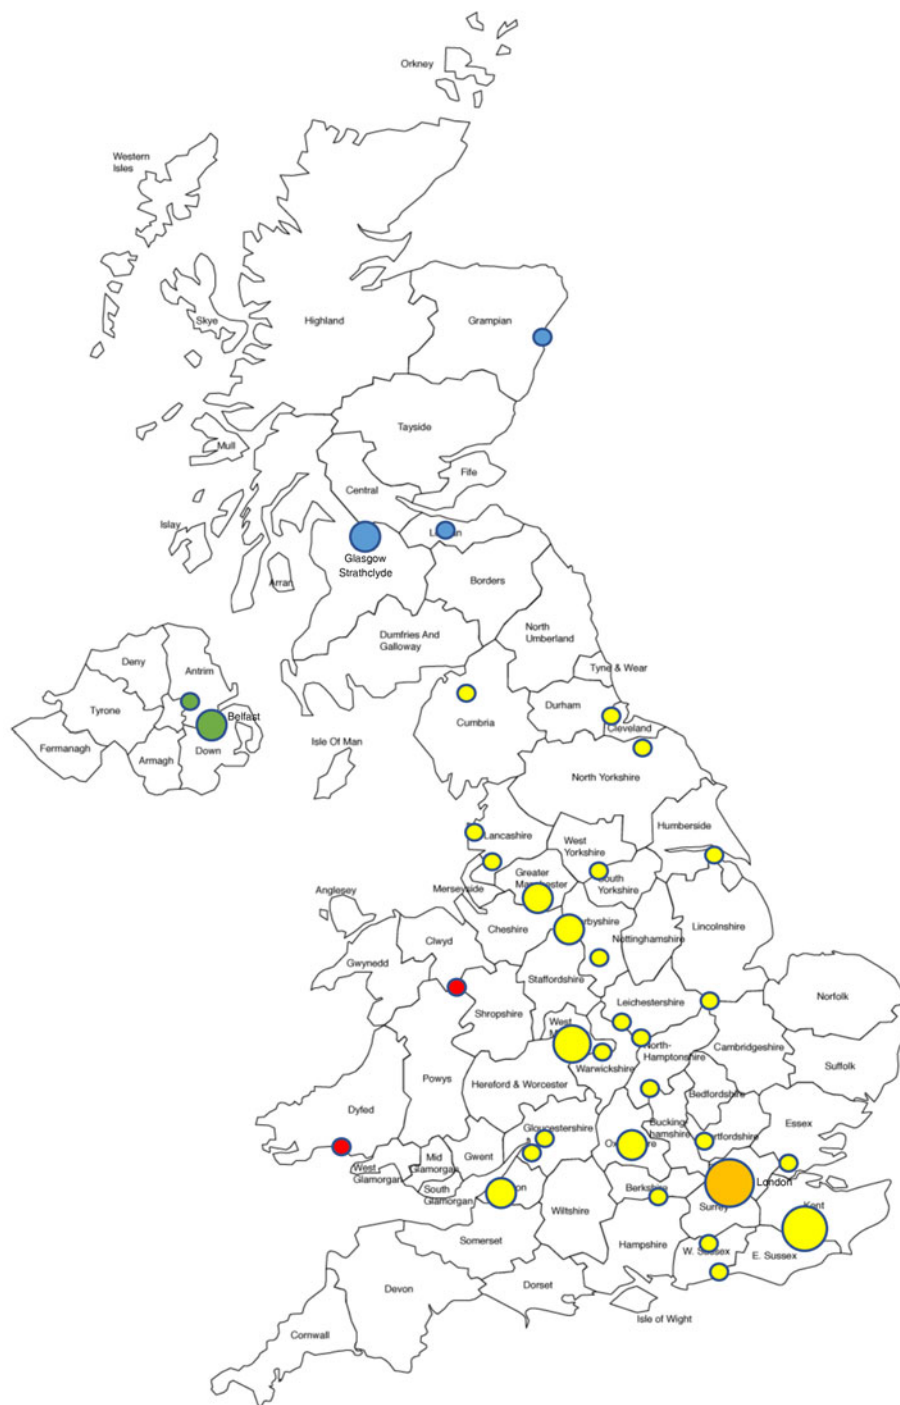 Orkney
Western
Isles
Skye
Highland
Grampian
Tayside
Mull
Fife
Central
Islay
Glasgow
Strathclyde
Arran
Borders
North
Umberland
Dumfries And
Galloway
Tyne & Wear
Deny
Antrim
Durham
Tyrone
Belfast
Cumbria
Cleveland
Fermanagh
Armagh
Down
Isle Of Man
North Yorkshire
Lancashire
Humberside
West
Yorkshire
Greater
South
Yorkshire
Merseyside
Anglesey
Cheshire
Lincolnshire
Clwyd
Nottinghamshire
Gwynedd
Staffordshire
Norfolk
Leichestershire
Shropshire
West
North-
Hamptonshire
Cambridgeshire
Suffolk
Warwickshire
Powys
Hereford & Worcester
Bedfordshire
Dyfed
Essex
Gloucestershire
Bucking
hamshire
Gwent
Mid
Glamorgan
West
Glamorgan
South
Glamorgan
London
Berkshire
Surrey
Kent
Wiltshire
Somerset
Hampshire
W. Sussex
E. Sussex
Devon
Dorset
Isle of Wight
Cornwall